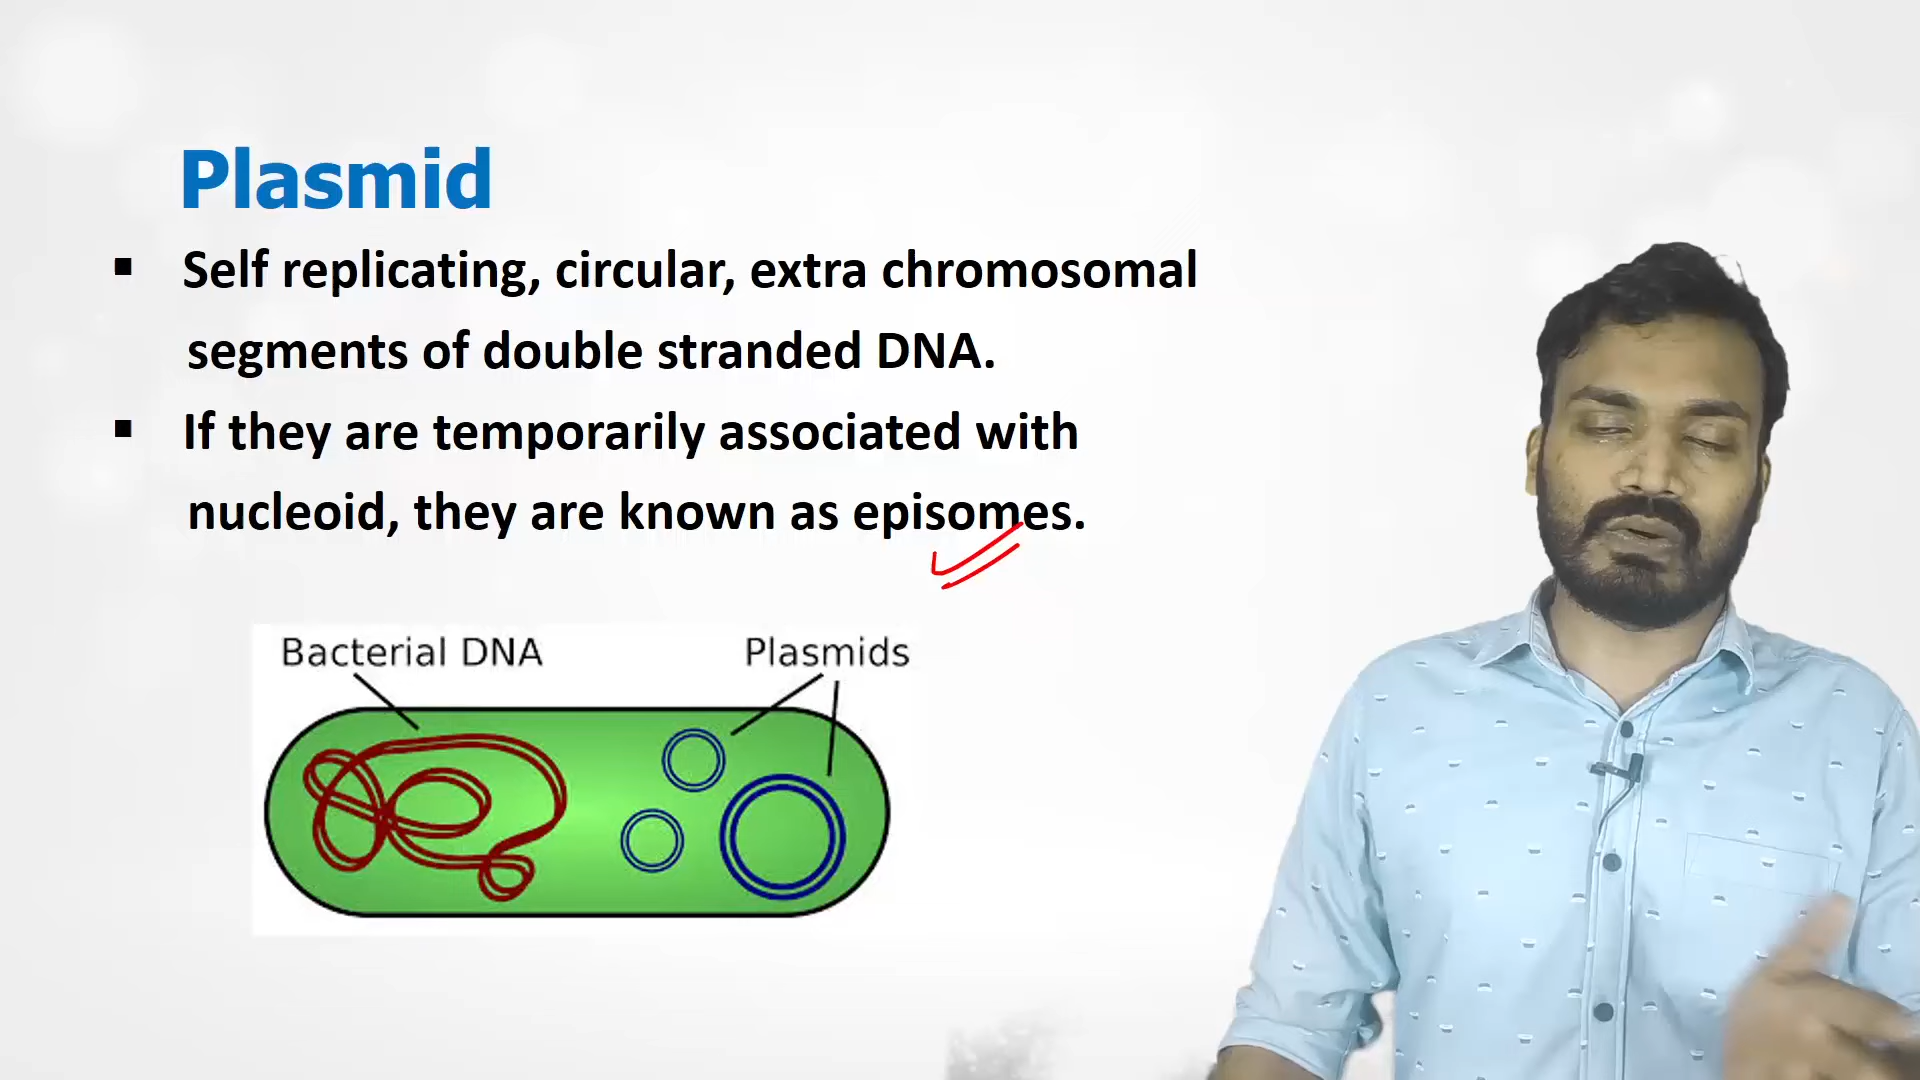 Plasmid
▪ Self replicating, circular, extra chromosomal
segments of double stranded DNA.
▪ If they are temporarily associated with
nucleoid, they are known as episomes.
Bacterial DNA
Plasmids